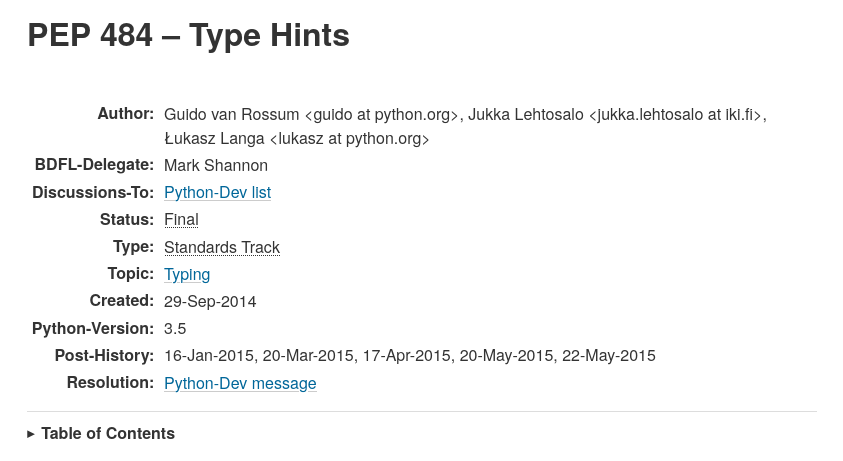 PEP 484 – Type Hints
Author: Guido van Rossum <guido at python.org>, Jukka Lehtosalo <jukka.lehtosalo at iki.fi>,
Łukasz Langa <lukasz at python.org>
BDFL-Delegate: Mark Shannon
Discussions-To: Python-Dev list
Status: Final
Type: Standards Track
Topic: Typing
Created: 29-Sep-2014
Python-Version: 3.5
Post-History: 16-Jan-2015, 20-Mar-2015, 17-Apr-2015, 20-May-2015, 22-May-2015
Resolution: Python-Dev message
▸ Table of Contents